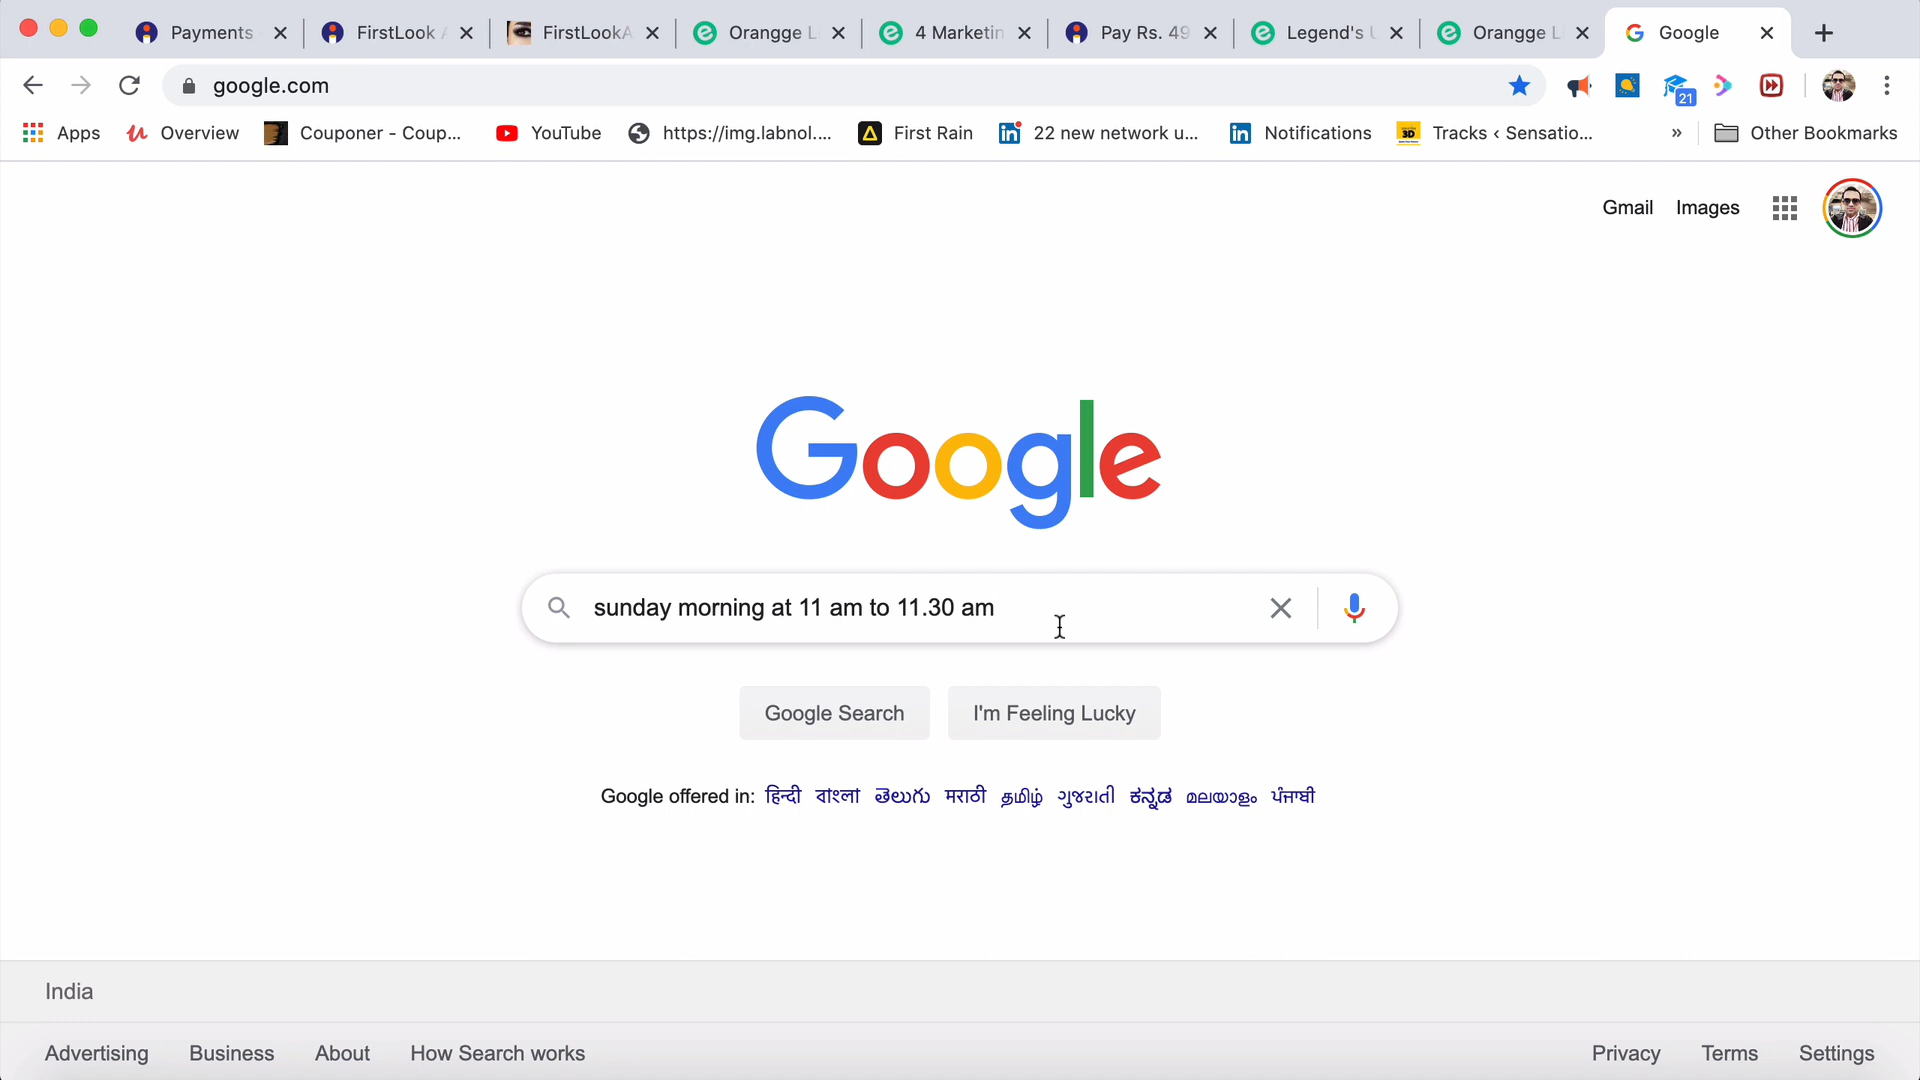 Payments FirstLook FirstLookA Orangge L 4 Marketin Pay Rs. 49 Legend's Orangge L Google
google.com
21
Apps Overview Couponer - Coup... YouTube https://img.labnol.... First Rain 22 new network u... Notifications Tracks ‹ Sensatio... » Other Bookmarks
Gmail Images
Google
sunday morning at 11 am to 11.30 am
Google Search I'm Feeling Lucky
Google offered in: हिन्दी বাংলা తెలుగు मराठी தமிழ் ગુજરાતી ಕನ್ನಡ മലയാളം ਪੰਜਾਬੀ
India
Advertising Business About How Search works Privacy Terms Settings